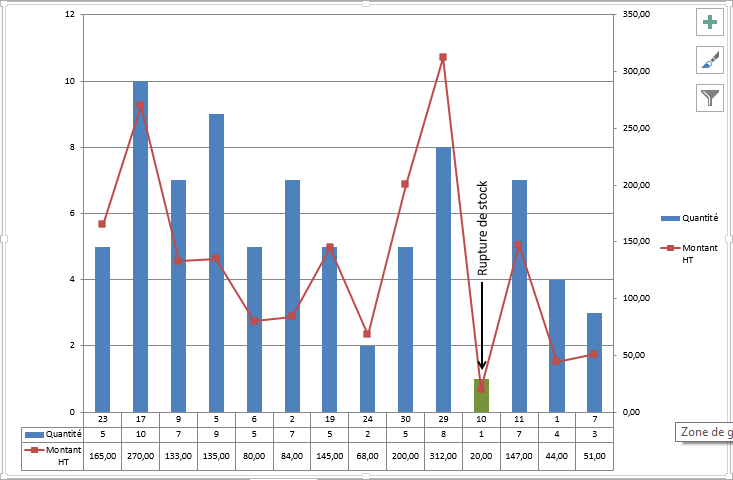 12
10
8
6
4
2
0
350,00
300,00
250,00
200,00
150,00
100,00
50,00
0,00
Rupture de stock
Quantité
Montant
HT
23 17 9 5 6 2 19 24 30 29 10 11 1 7
Quantité 5 10 7 9 5 7 5 2 5 8 1 7 4 3
Montant
HT 165,00 270,00 133,00 135,00 80,00 84,00 145,00 68,00 200,00 312,00 20,00 147,00 44,00 51,00
Zone de g